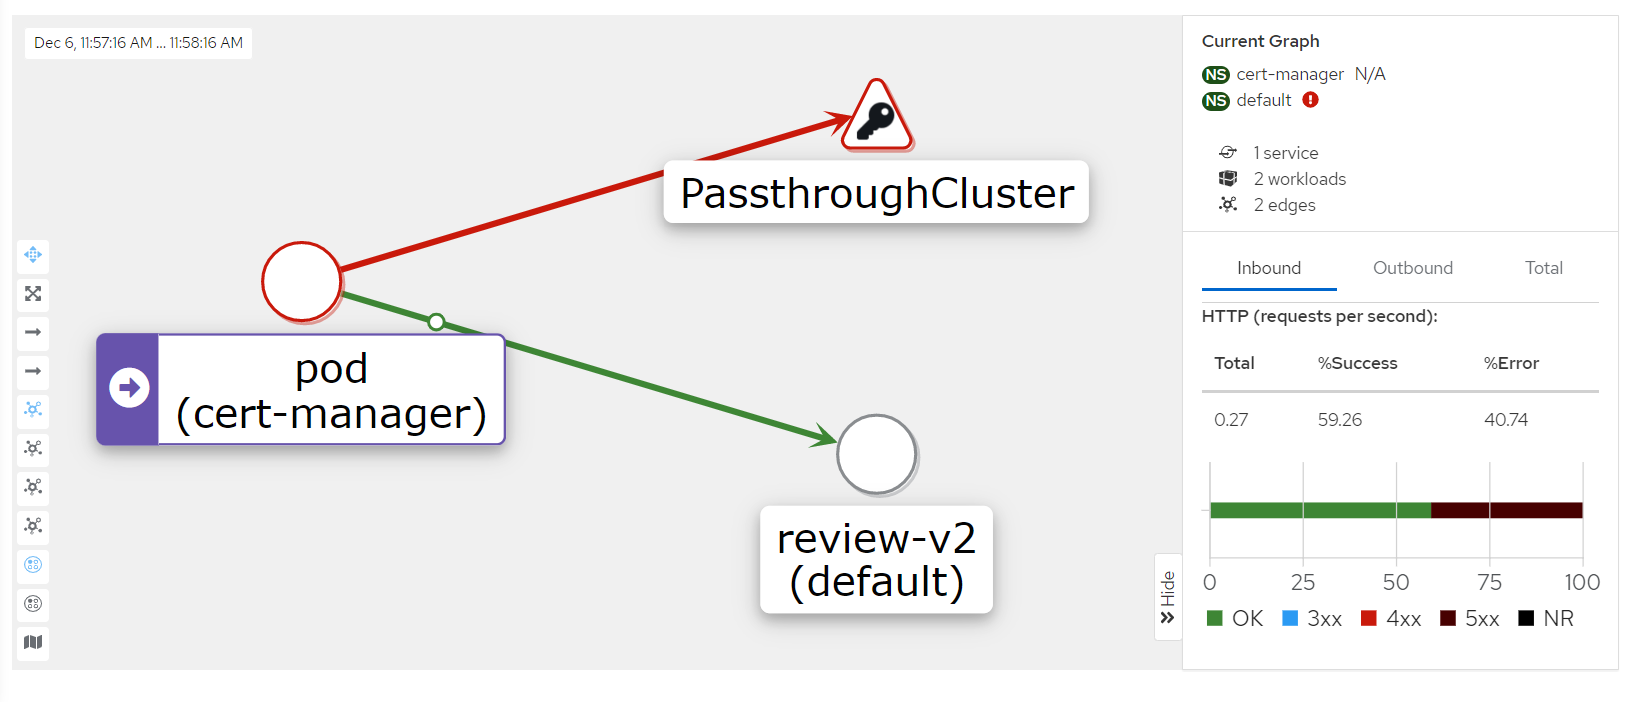 Dec 6, 11:57:16 AM ... 11:58:16 AM
PassthroughCluster
pod
(cert-manager)
review-v2
(default)
Hide
Current Graph
NS cert-manager N/A
NS default
1 service
2 workloads
2 edges
Inbound Outbound Total
HTTP (requests per second):
Total %Success %Error
0.27 59.26 40.74
0 25 50 75 100
OK 3xx 4xx 5xx NR